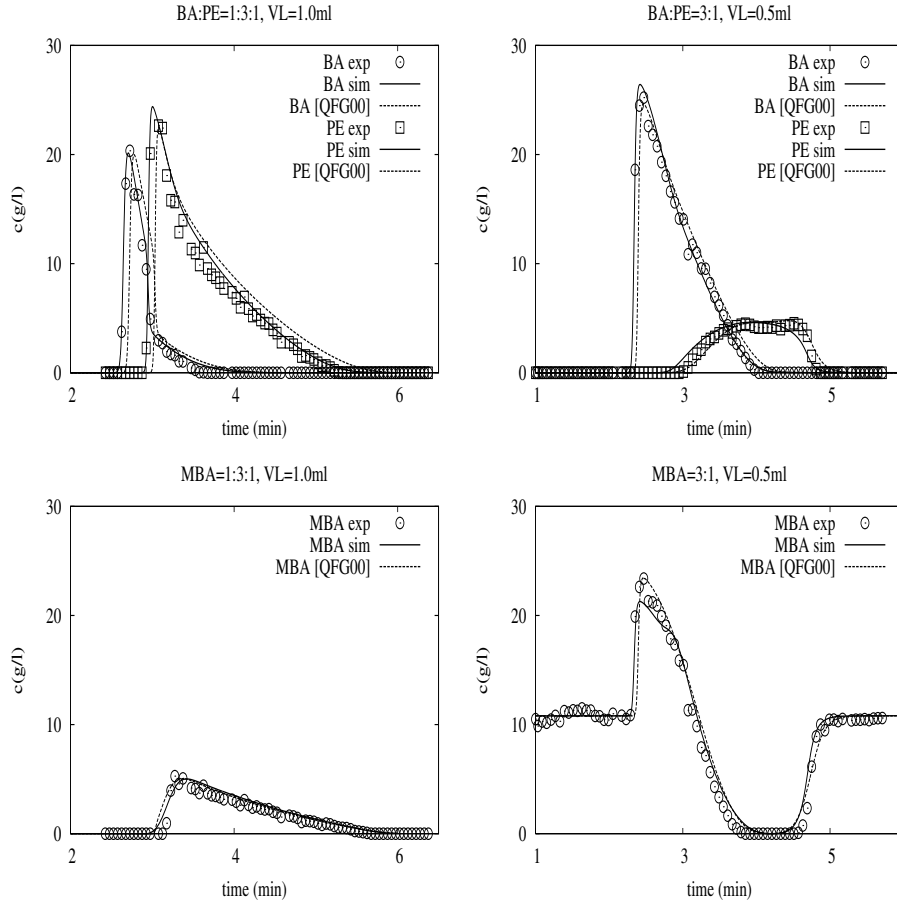 BA:PE=1:3:1, VL=1.0ml
30
20
10
0
2
4
6
c(g/l)
time (min)
BA exp
BA sim
BA [QFG00]
PE exp
PE sim
PE [QFG00]
BA:PE=3:1, VL=0.5ml
30
20
10
0
1
3
5
c(g/l)
time (min)
BA exp
BA sim
BA [QFG00]
PE exp
PE sim
PE [QFG00]
MBA=1:3:1, VL=1.0ml
30
20
10
0
2
4
6
c(g/l)
time (min)
MBA exp
MBA sim
MBA [QFG00]
MBA=3:1, VL=0.5ml
30
20
10
0
1
3
5
c(g/l)
time (min)
MBA exp
MBA sim
MBA [QFG00]